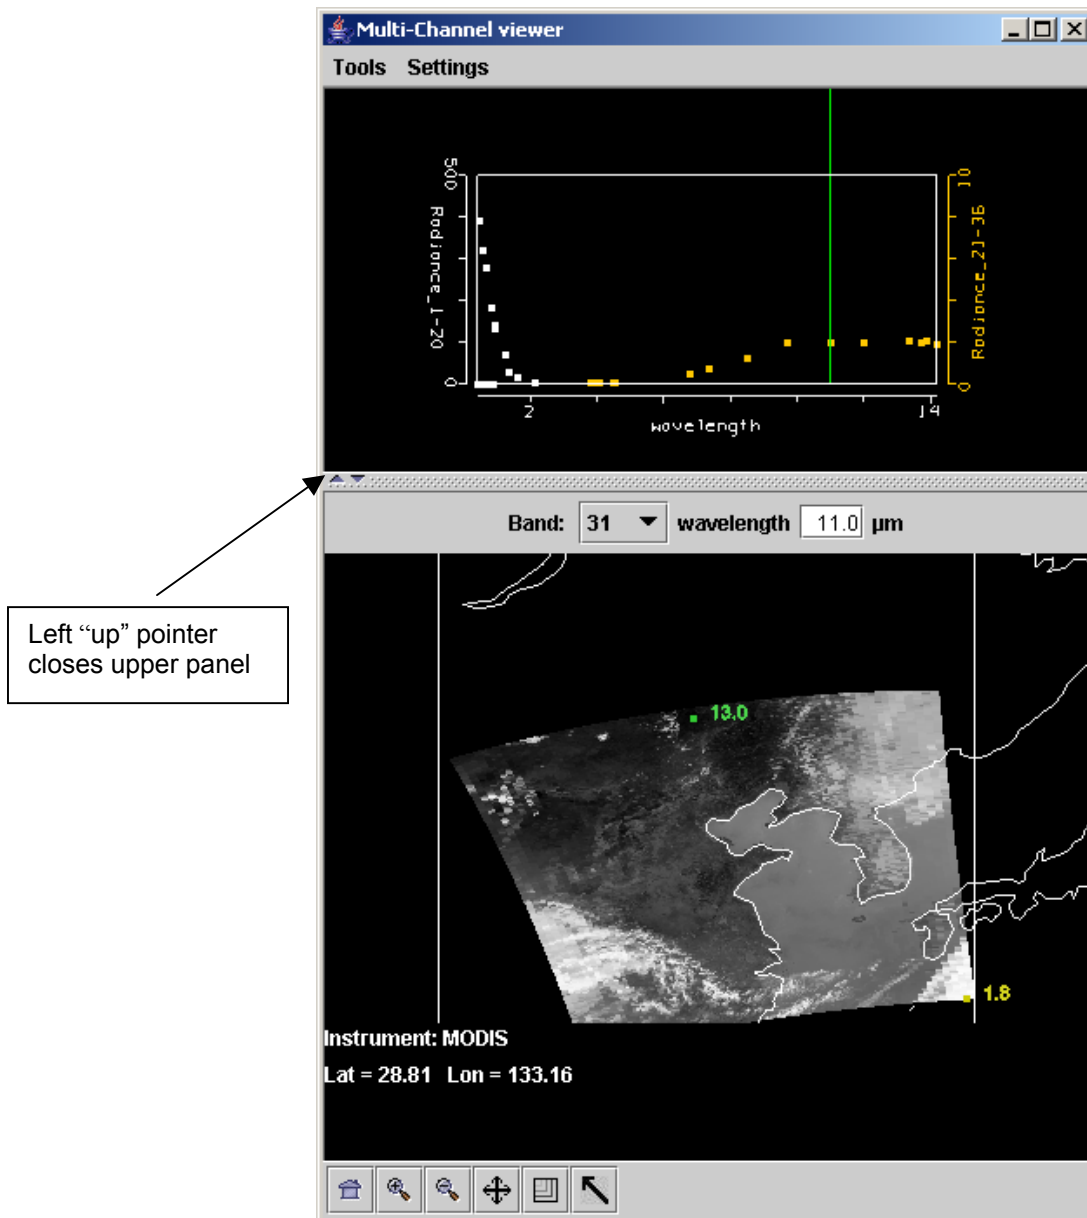 Multi-Channel viewer
Tools Settings
500
Radiance_1-20
0
10
Radiance_21-36
0
2
14
wavelength
Band: 31 wavelength 11.0 µm
Left “up” pointer
closes upper panel
13.0
1.8
Instrument: MODIS
Lat = 28.81 Lon = 133.16